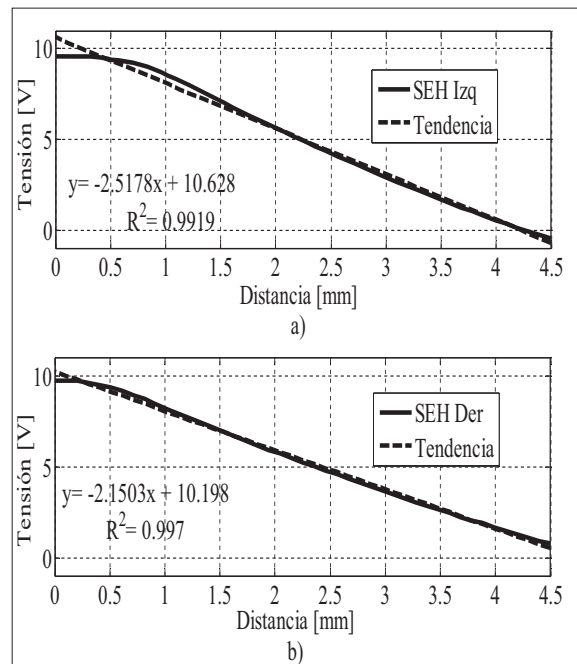 10
5
0
Tensión [V]
SEH Izq
Tendencia
y= -2.5178x + 10.628
R²= 0.9919
0 0.5 1 1.5 2 2.5 3 3.5 4 4.5
Distancia [mm]
a)
10
5
0
Tensión [V]
SEH Der
Tendencia
y= -2.1503x + 10.198
R²= 0.997
0 0.5 1 1.5 2 2.5 3 3.5 4 4.5
Distancia [mm]
b)